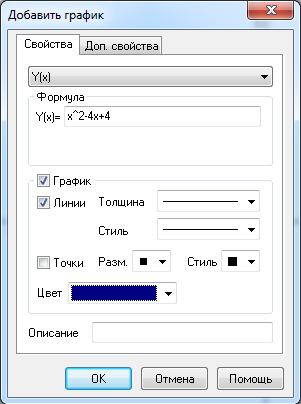 Добавить график
Свойства Доп. свойства
Y(x)
Формула
Y(x)= x^2-4x+4
График
Линии Толщина
Стиль
Точки Разм. Стиль
Цвет
Описание
OK Отмена Помощь